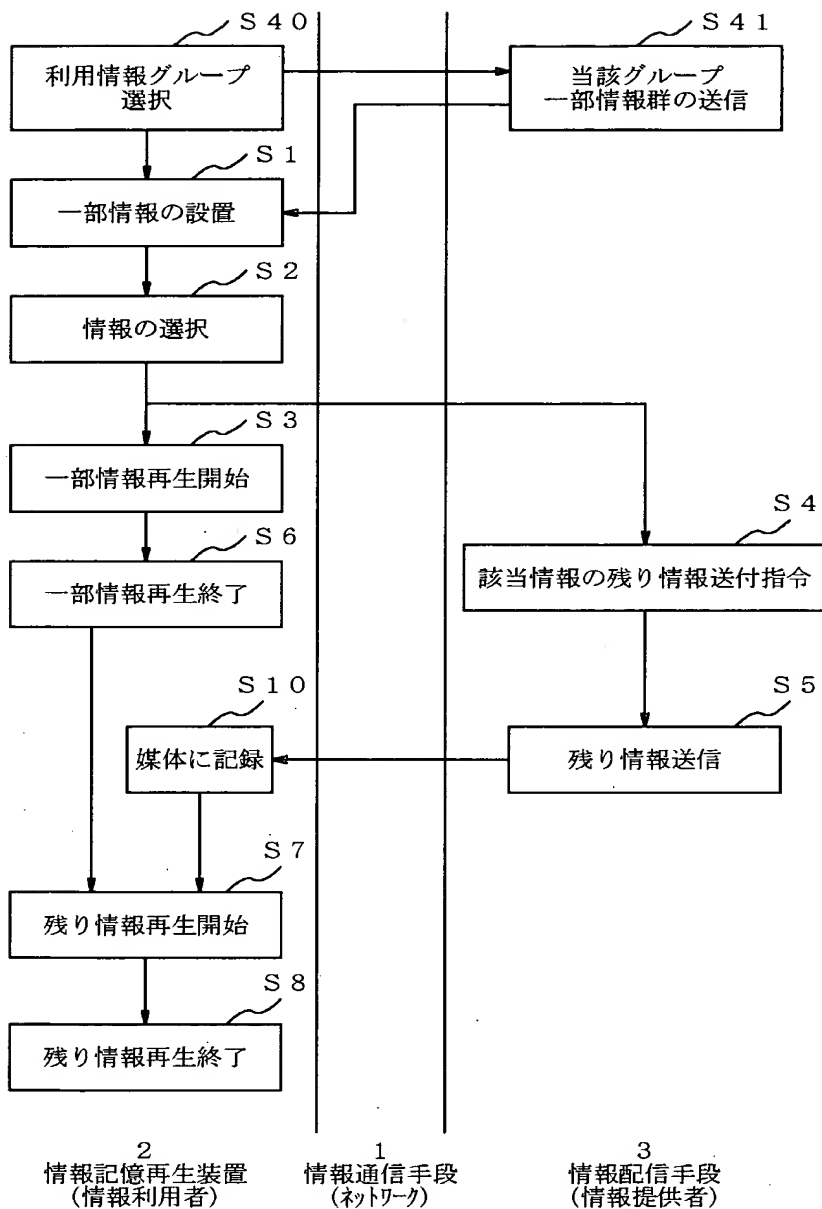 S40
利用情報グループ
選択
S41
当該グループ
一部情報群の送信
S1
一部情報の設置
S2
情報の選択
S3
一部情報再生開始
S4
該当情報の残り情報送付指令
S6
一部情報再生終了
S5
残り情報送信
S10
媒体に記録
S7
残り情報再生開始
S8
残り情報再生終了
2
情報記憶再生装置
(情報利用者)
1
情報通信手段
(ネットワーク)
3
情報配信手段
(情報提供者)